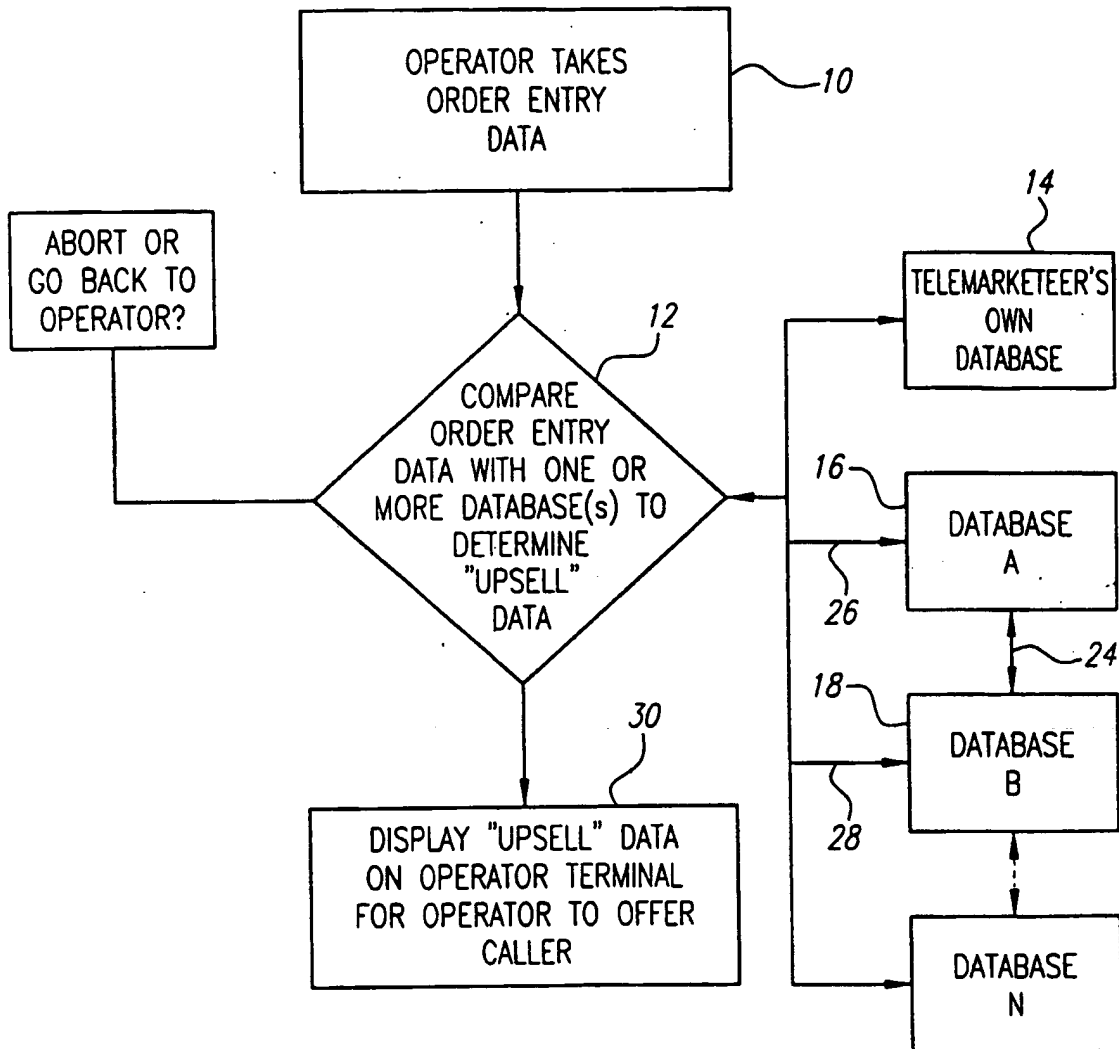 OPERATOR TAKES
ORDER ENTRY
DATA
10
ABORT OR
GO BACK TO
OPERATOR?
12
COMPARE
ORDER ENTRY
DATA WITH ONE OR
MORE DATABASE(s) TO
DETERMINE
"UPSELL"
DATA
14
TELEMARKETEER'S
OWN
DATABASE
16
DATABASE
A
26
24
18
DATABASE
B
28
30
DISPLAY "UPSELL" DATA
ON OPERATOR TERMINAL
FOR OPERATOR TO OFFER
CALLER
DATABASE
N